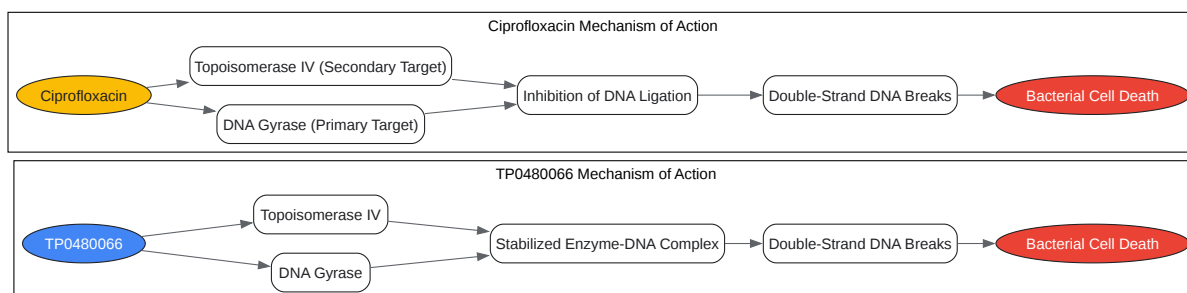 Ciprofloxacin Mechanism of Action
Topoisomerase IV (Secondary Target)
Ciprofloxacin
Inhibition of DNA Ligation
Double-Strand DNA Breaks
Bacterial Cell Death
DNA Gyrase (Primary Target)
TP0480066 Mechanism of Action
Topoisomerase IV
TP0480066
Stabilized Enzyme-DNA Complex
Double-Strand DNA Breaks
Bacterial Cell Death
DNA Gyrase